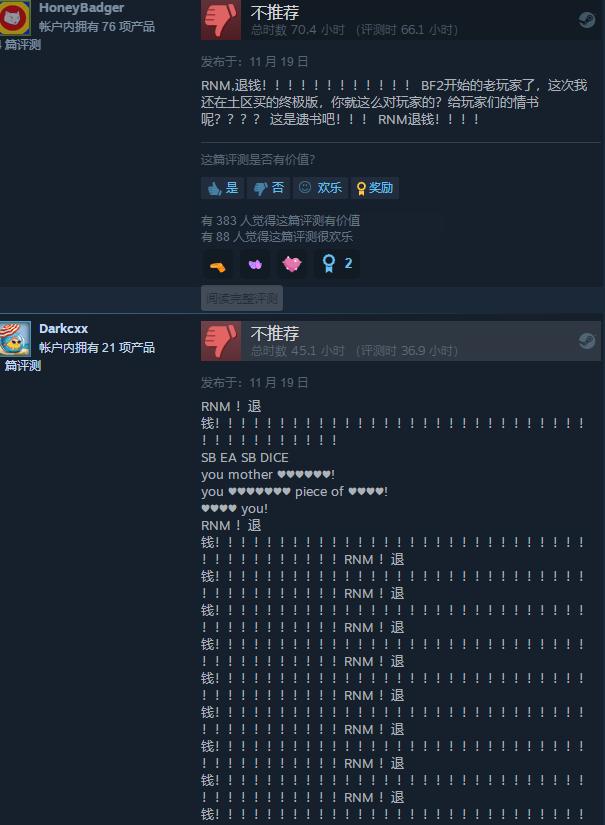 HoneyBadger
帐户内拥有 76 项产品
篇评测
不推荐
总时数 70.4 小时 （评测时 66.1 小时）
发布于：11 月 19 日
RNM,退钱！！！！！！！！！！！！ BF2开始的老玩家了，这次我
还在土区买的终极版，你就这么对玩家的？给玩家们的情书
呢？？？？ 这是遗书吧！！！ RNM退钱！！！！
这篇评测是否有价值？
是
否
欢乐
奖励
有 383 人觉得这篇评测有价值
有 88 人觉得这篇评测很欢乐
2
阅读完整评测
Darkcxx
帐户内拥有 21 项产品
篇评测
不推荐
总时数 45.1 小时 （评测时 36.9 小时）
发布于：11 月 19 日
RNM！退
钱！！！！！！！！！！！！！！！！！！！！！！！！！！！！！
！！！！！！！！！！！
SB EA SB DICE
you mother ♥♥♥♥♥♥!
you ♥♥♥♥♥♥♥ piece of ♥♥♥♥!
♥♥♥♥ you!
RNM！退
钱！！！！！！！！！！！！！！！！！！！！！！！！！！！！！
！！！！！！！！！！！RNM！退
钱！！！！！！！！！！！！！！！！！！！！！！！！！！！！！
！！！！！！！！！！！RNM！退
钱！！！！！！！！！！！！！！！！！！！！！！！！！！！！！
！！！！！！！！！！！RNM！退
钱！！！！！！！！！！！！！！！！！！！！！！！！！！！！！
！！！！！！！！！！！RNM！退
钱！！！！！！！！！！！！！！！！！！！！！！！！！！！！！
！！！！！！！！！！！RNM！退
钱！！！！！！！！！！！！！！！！！！！！！！！！！！！！！
！！！！！！！！！！！RNM！退
钱！！！！！！！！！！！！！！！！！！！！！！！！！！！！！
！！！！！！！！！！！RNM！退
钱！！！！！！！！！！！！！！！！！！！！！！！！！！！！！
！！！！！！！！！！！RNM！退
钱！！！！！！！！！！！！！！！！！！！！！！！！！！！！！